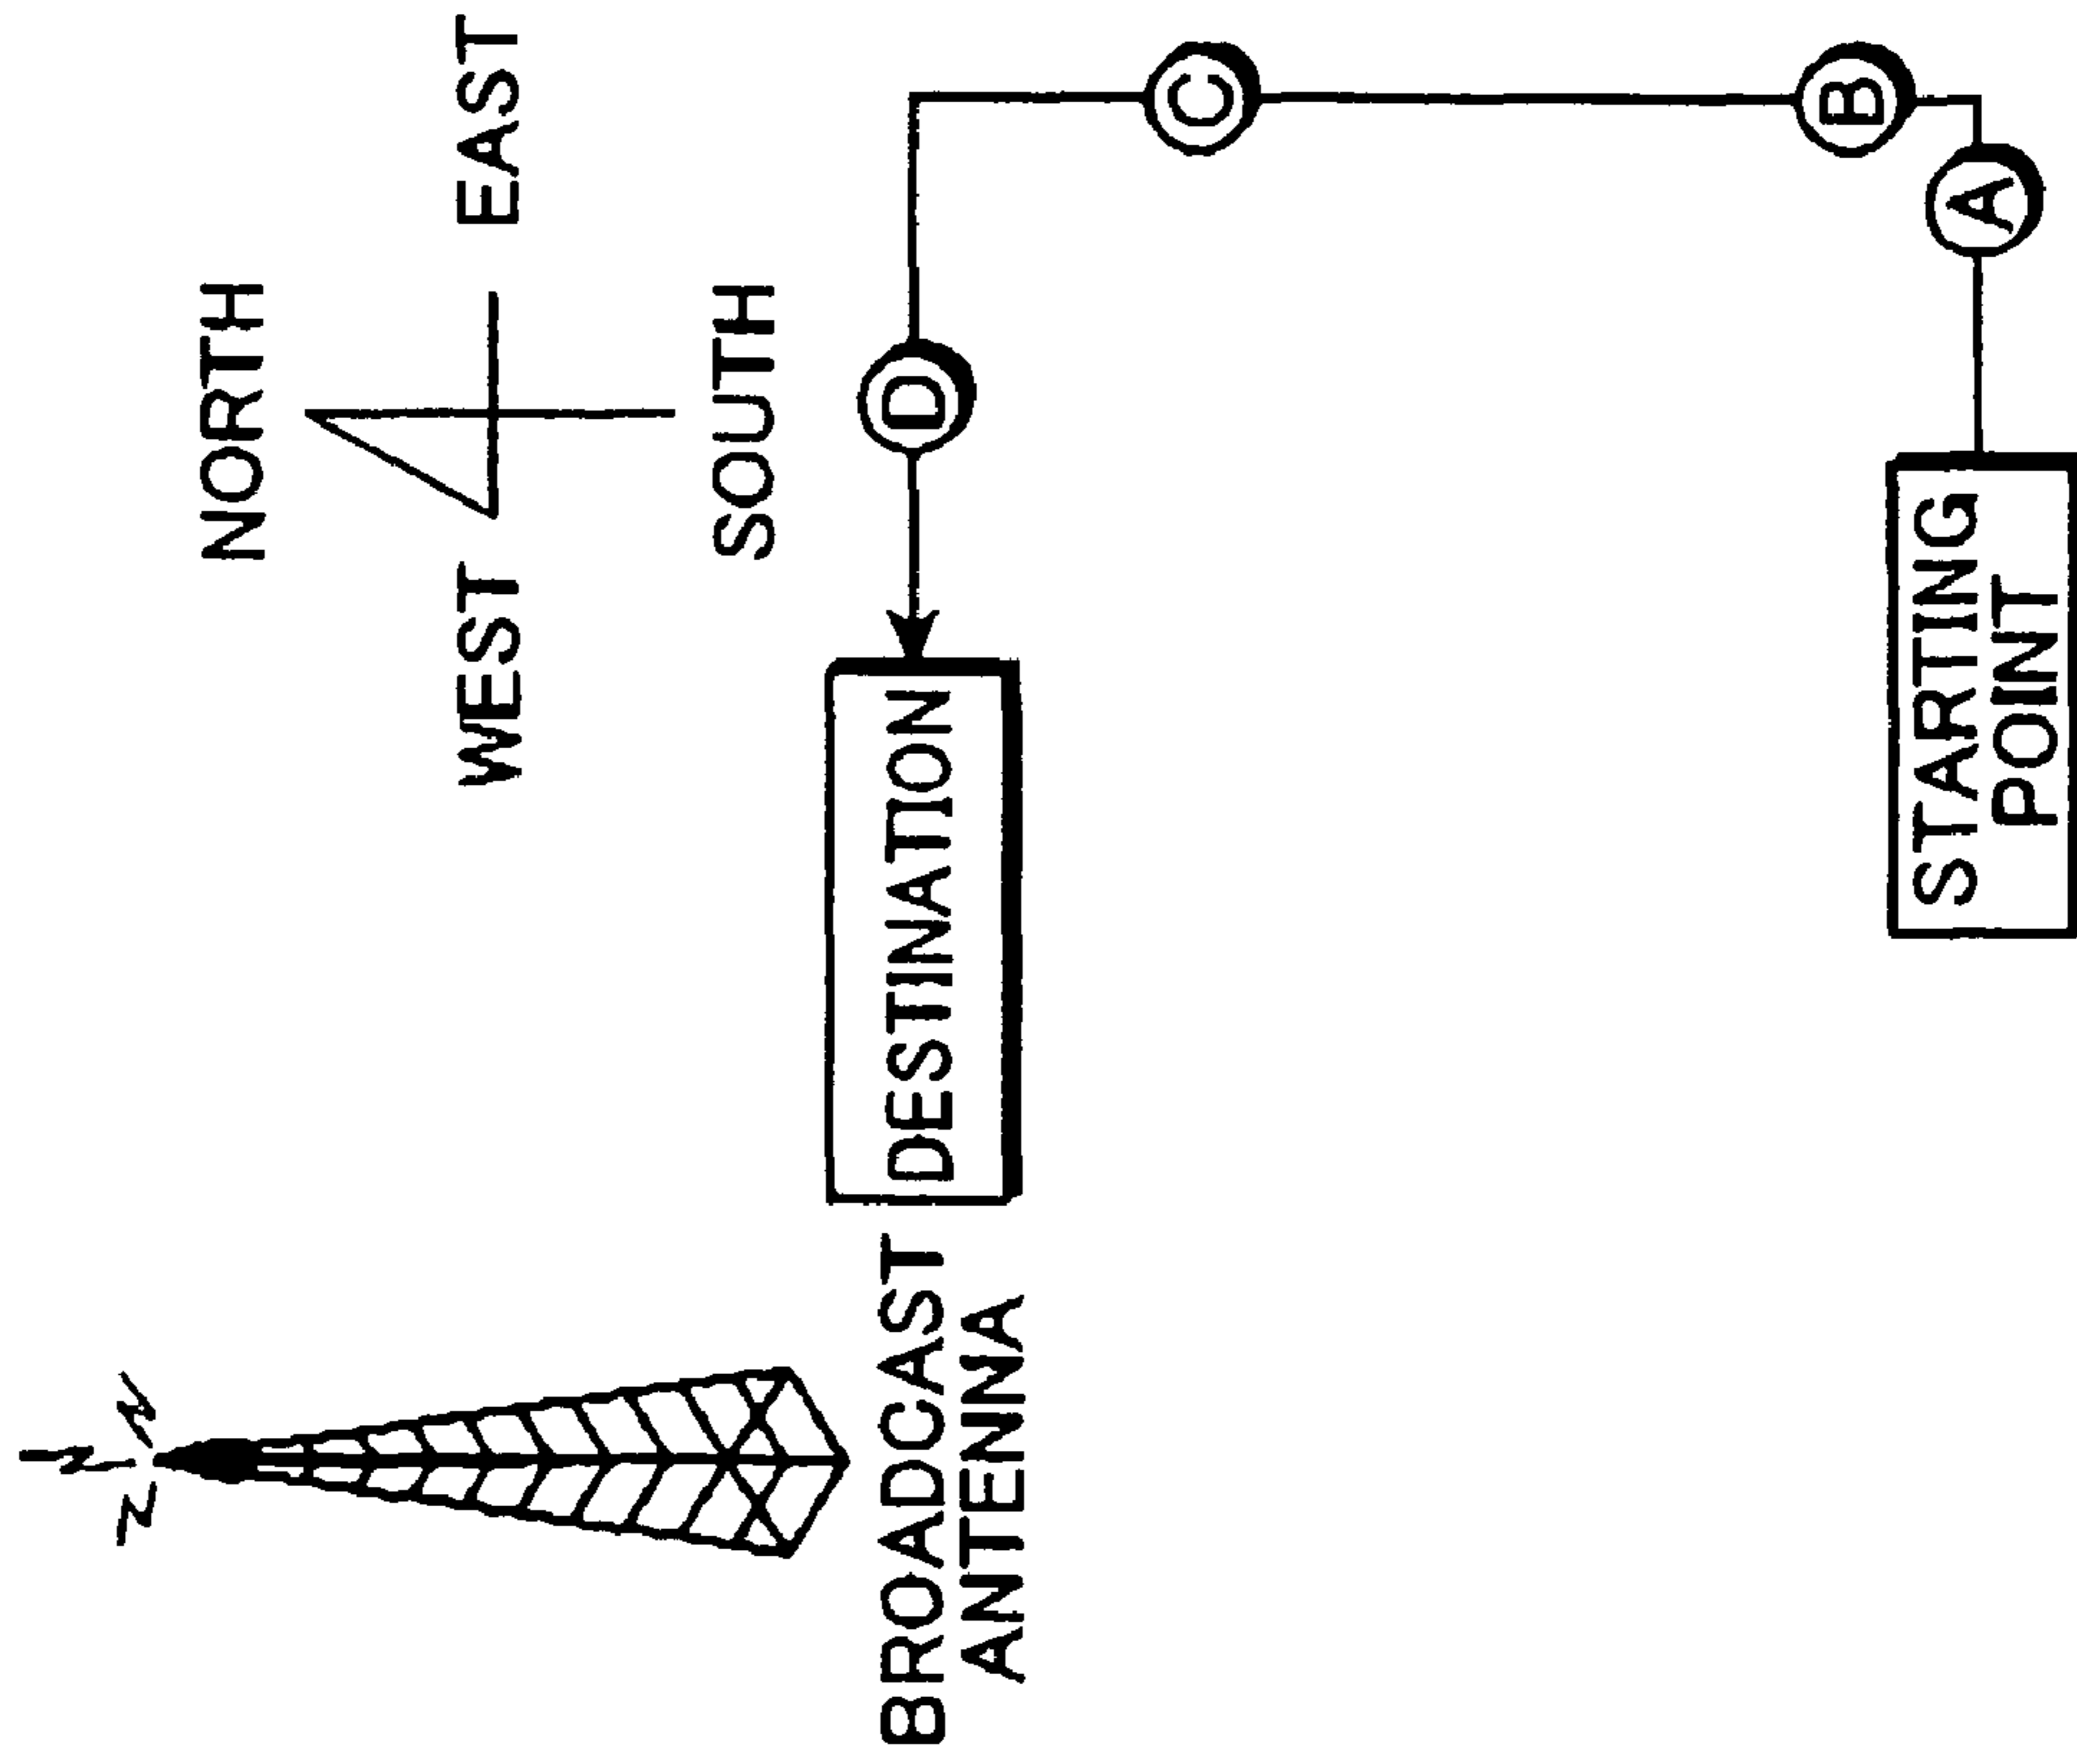 NORTH
WEST EAST
SOUTH
D
C
B
A
DESTINATION
BROADCAST
ANTENNA
STARTING
POINT